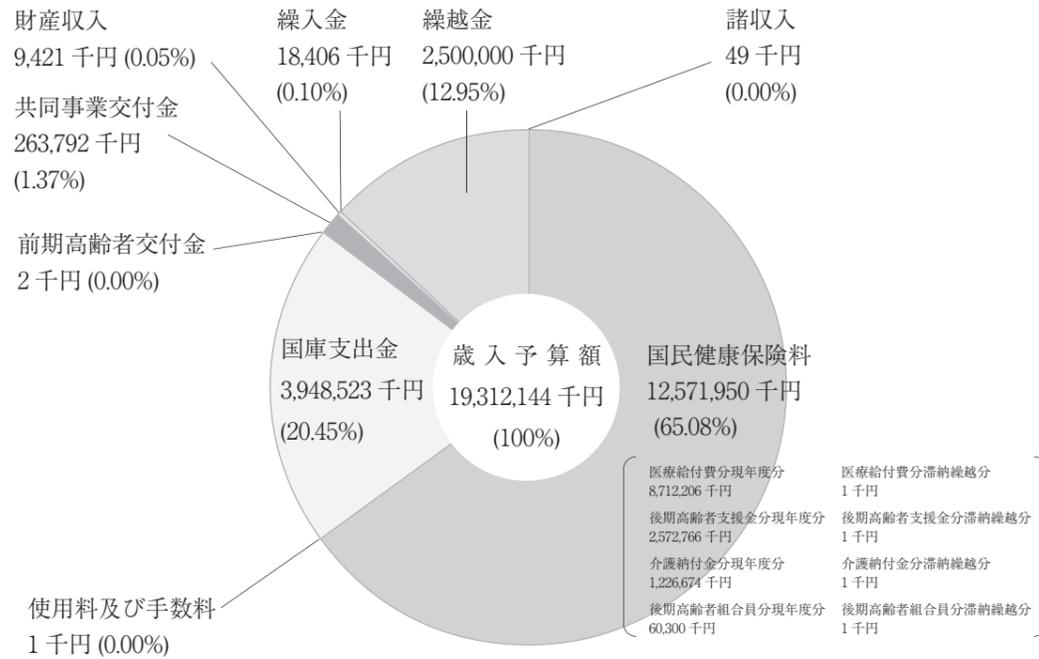 財産収入
9,421 千円 (0.05%)
繰入金
18,406 千円
(0.10%)
繰越金
2,500,000 千円
(12.95%)
諸収入
49 千円
(0.00%)
共同事業交付金
263,792 千円
(1.37%)
前期高齢者交付金
2 千円 (0.00%)
国庫支出金
3,948,523 千円
(20.45%)
歳入予算額
19,312,144 千円
(100%)
国民健康保険料
12,571,950 千円
(65.08%)
医療給付費分現年度分
8,712,206 千円
医療給付費分滞納繰越分
1 千円
後期高齢者支援金分現年度分
2,572,766 千円
後期高齢者支援金分滞納繰越分
1 千円
介護納付金分現年度分
1,226,674 千円
介護納付金分滞納繰越分
1 千円
後期高齢者組合員分現年度分
60,300 千円
後期高齢者組合員分滞納繰越分
1 千円
使用料及び手数料
1 千円 (0.00%)